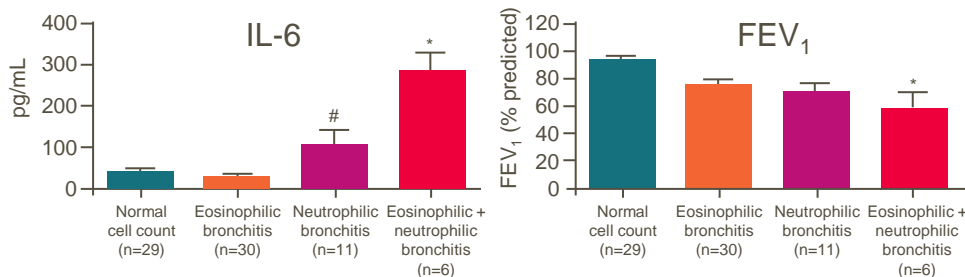 IL-6
pg/mL
400
300
200
100
0
#
*
Normal
cell count
(n=29)
Eosinophilic
bronchitis
(n=30)
Neutrophilic
bronchitis
(n=11)
Eosinophilic +
neutrophilic
bronchitis
(n=6)
FEV1
FEV1 (% predicted)
120
100
80
60
40
20
0
*
Normal
cell count
(n=29)
Eosinophilic
bronchitis
(n=30)
Neutrophilic
bronchitis
(n=11)
Eosinophilic +
neutrophilic
bronchitis
(n=6)